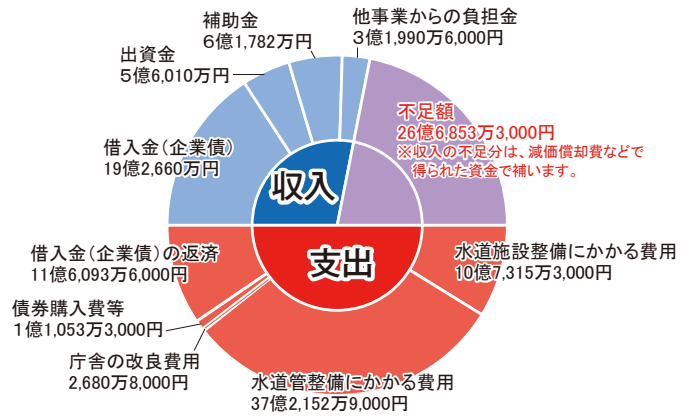 補助金
6億1,782万円
他事業からの負担金
3億1,990万6,000円
出資金
5億6,010万円
不足額
26億6,853万3,000円
※収入の不足分は、減価償却費などで
得られた資金で補います。
借入金（企業債）
19億2,660万円
収入
支出
借入金（企業債）の返済
11億6,093万6,000円
水道施設整備にかかる費用
10億7,315万3,000円
債券購入費等
1億1,053万3,000円
庁舎の改良費用
2,680万8,000円
水道管整備にかかる費用
37億2,152万9,000円